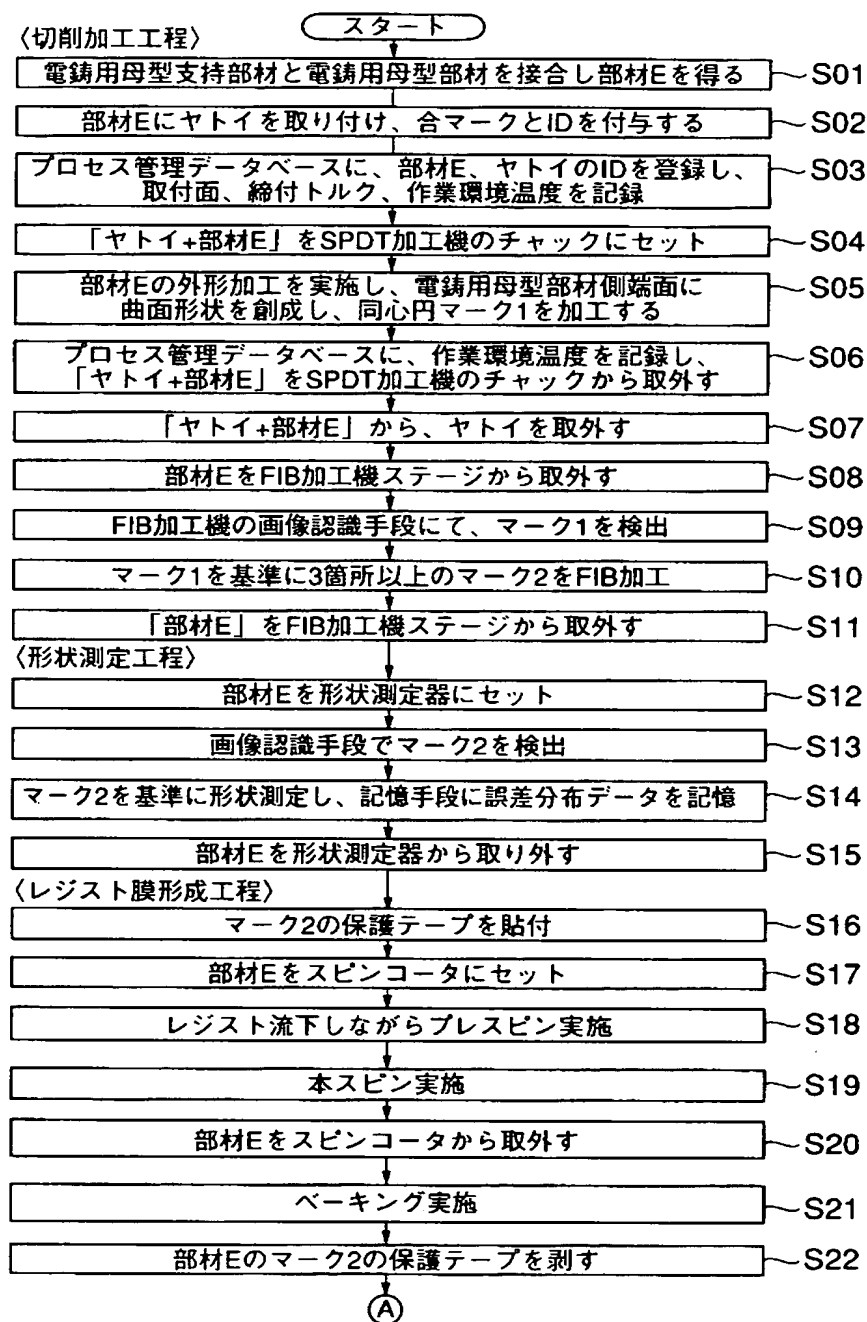 スタート
〈切削加工工程〉
電鋳用母型支持部材と電鋳用母型部材を接合し部材Eを得る
S01
部材Eにヤトイを取り付け、合マークとIDを付与する
S02
プロセス管理データベースに、部材E、ヤトイのIDを登録し、
取付面、締付トルク、作業環境温度を記録
S03
「ヤトイ+部材E」をSPDT加工機のチャックにセット
S04
部材Eの外形加工を実施し、電鋳用母型部材側端面に
曲面形状を創成し、同心円マーク1を加工する
S05
プロセス管理データベースに、作業環境温度を記録し、
「ヤトイ+部材E」をSPDT加工機のチャックから取外す
S06
「ヤトイ+部材E」から、ヤトイを取外す
S07
部材EをFIB加工機ステージから取外す
S08
FIB加工機の画像認識手段にて、マーク1を検出
S09
マーク1を基準に3箇所以上のマーク2をFIB加工
S10
「部材E」をFIB加工機ステージから取外す
S11
〈形状測定工程〉
部材Eを形状測定器にセット
S12
画像認識手段でマーク2を検出
S13
マーク2を基準に形状測定し、記憶手段に誤差分布データを記憶
S14
部材Eを形状測定器から取り外す
S15
〈レジスト膜形成工程〉
マーク2の保護テープを貼付
S16
部材Eをスピンコータにセット
S17
レジスト流下しながらプレスピン実施
S18
本スピン実施
S19
部材Eをスピンコータから取外す
S20
ベーキング実施
S21
部材Eのマーク2の保護テープを剥す
S22
A